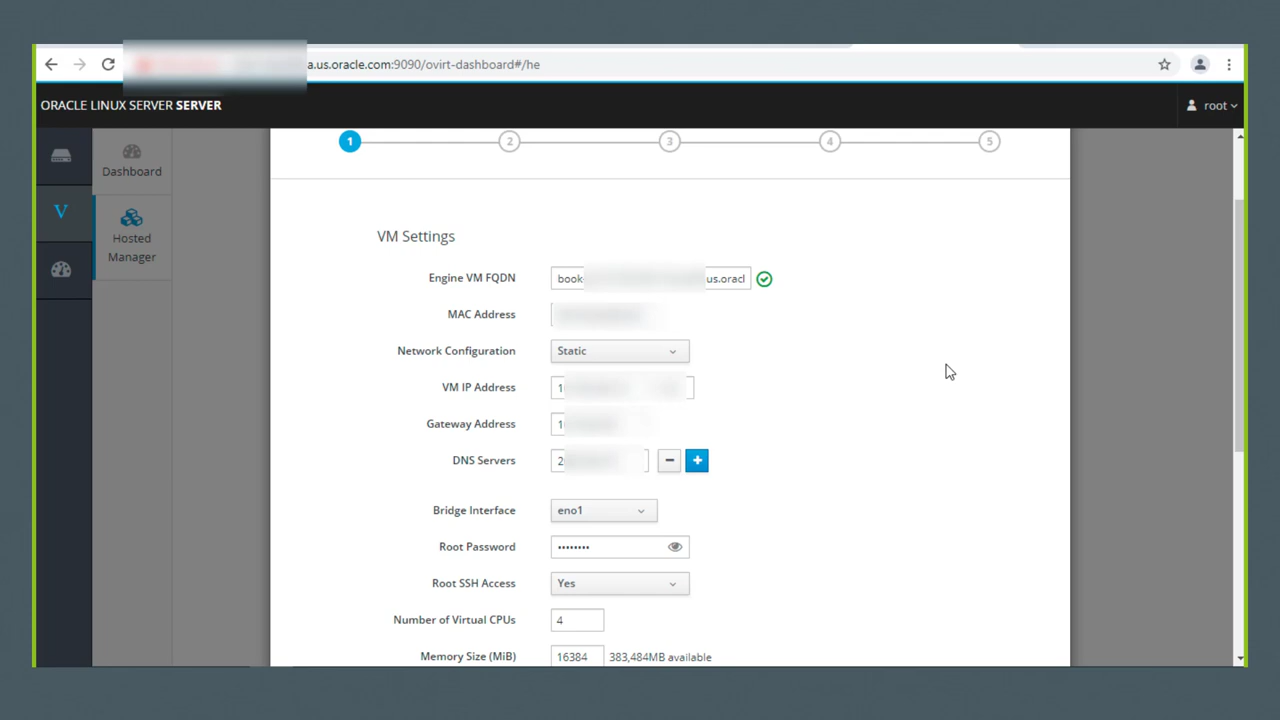 a.us.oracle.com:9090/ovirt-dashboard#/he
ORACLE LINUX SERVER SERVER
root
1 2 3 4 5
Dashboard
V
Hosted
Manager
VM Settings
Engine VM FQDN book us.oracl
MAC Address
Network Configuration Static
VM IP Address 1
Gateway Address 1
DNS Servers 2
Bridge Interface eno1
Root Password ••••••••
Root SSH Access Yes
Number of Virtual CPUs 4
Memory Size (MiB) 16384 383,484MB available